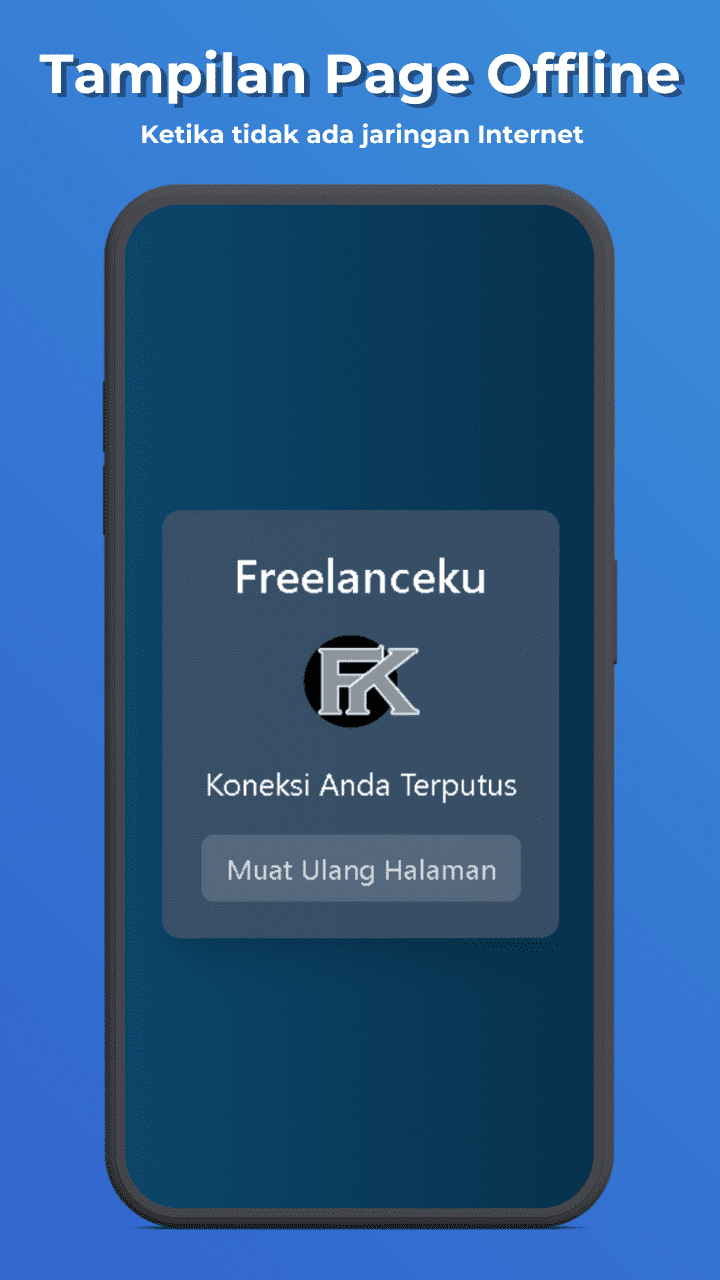 Tampilan Page Offline
Ketika tidak ada jaringan Internet
Freelanceku
FK
Koneksi Anda Terputus
Muat Ulang Halaman